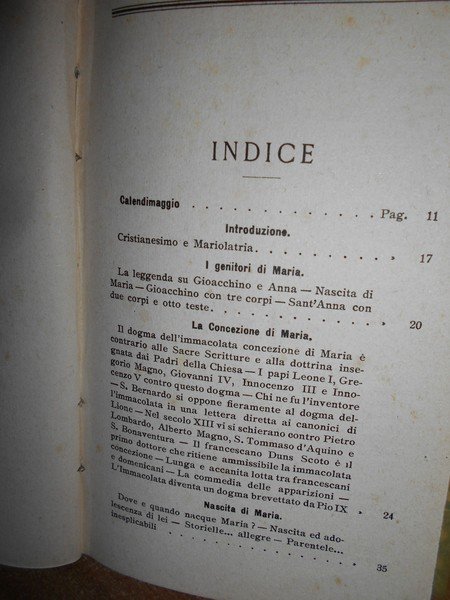 INDICE
Calendimaggio . . . . . . . . . . . . Pag. 11
Introduzione.
Cristianesimo e Mariolatria. . . . . . . . . » 17
I genitori di Maria.
La leggenda su Gioacchino e Anna — Nascita di
Maria — Gioacchino con tre corpi — Sant'Anna con
due corpi e otto teste. . . . . . . . . . » 20
La Concezione di Maria.
Il dogma dell'immacolata concezione di Maria é
contrario alle Sacre Scritture e alla dottrina inse-
gnata dai Padri della Chiesa — I papi Leone I, Gre-
gorio Magno, Giovanni IV, Innocenzo III e Inno-
cenzo V contro questo dogma — Chi ne fu l'inventore
— S. Bernardo si oppose fieramente al dogma del-
l'immacolata in una lettera diretta ai canonici di
Lione — Nel secolo XIII vi si schierano contro Pietro
Lombardo, Alberto Magno, S. Tommaso d'Aquino e
S. Bonaventura — Il francescano Duns Scoto é il
primo dottore che ritiene ammissibile la immacolata
concezione — Lunga e accanita lotta tra francescani
e domenicani — La commedia delle apparizioni —
L'Immacolata diventa un dogma brevettato da Pio IX » 24
Nascita di Maria.
Dove e quando nacque Maria? — Nascita ed ado-
lescenza di lei — Storielle... allegre — Parentele...
inesplicabili . . . . . . . . . . » 35